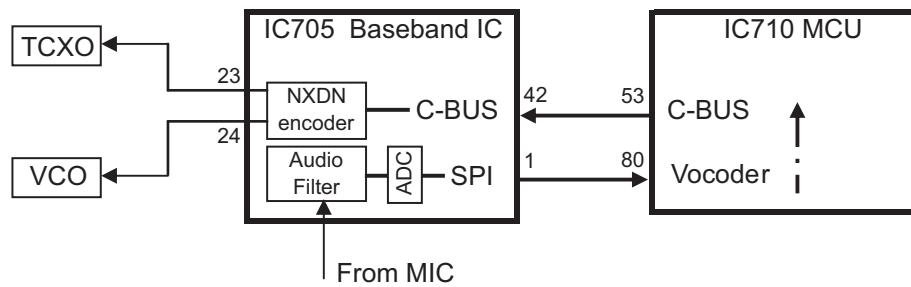 IC705 Baseband IC
IC710 MCU
TCXO
23
NXDN
encoder
C-BUS
42
53
C-BUS
24
VCO
Audio
Filter
ADC
SPI
1
80
Vocoder
From MIC